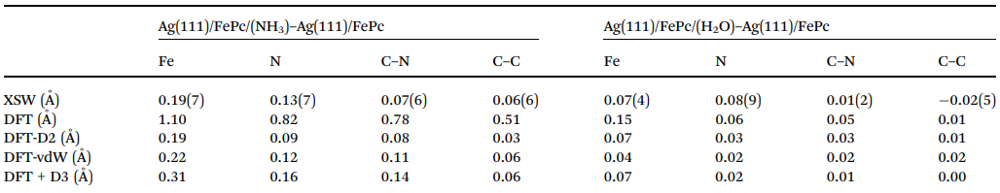 Ag(111)/FePc/(NH₃)–Ag(111)/FePc Ag(111)/FePc/(H₂O)–Ag(111)/FePc
Fe N C–N C–C Fe N C–N C–C
XSW (Å) 0.19(7) 0.13(7) 0.07(6) 0.06(6) 0.07(4) 0.08(9) 0.01(2) −0.02(5)
DFT (Å) 1.10 0.82 0.78 0.51 0.15 0.06 0.05 0.01
DFT-D2 (Å) 0.19 0.09 0.08 0.03 0.07 0.03 0.03 0.01
DFT-vdW (Å) 0.22 0.12 0.11 0.06 0.04 0.02 0.02 0.02
DFT + D3 (Å) 0.31 0.16 0.14 0.06 0.07 0.02 0.01 0.00